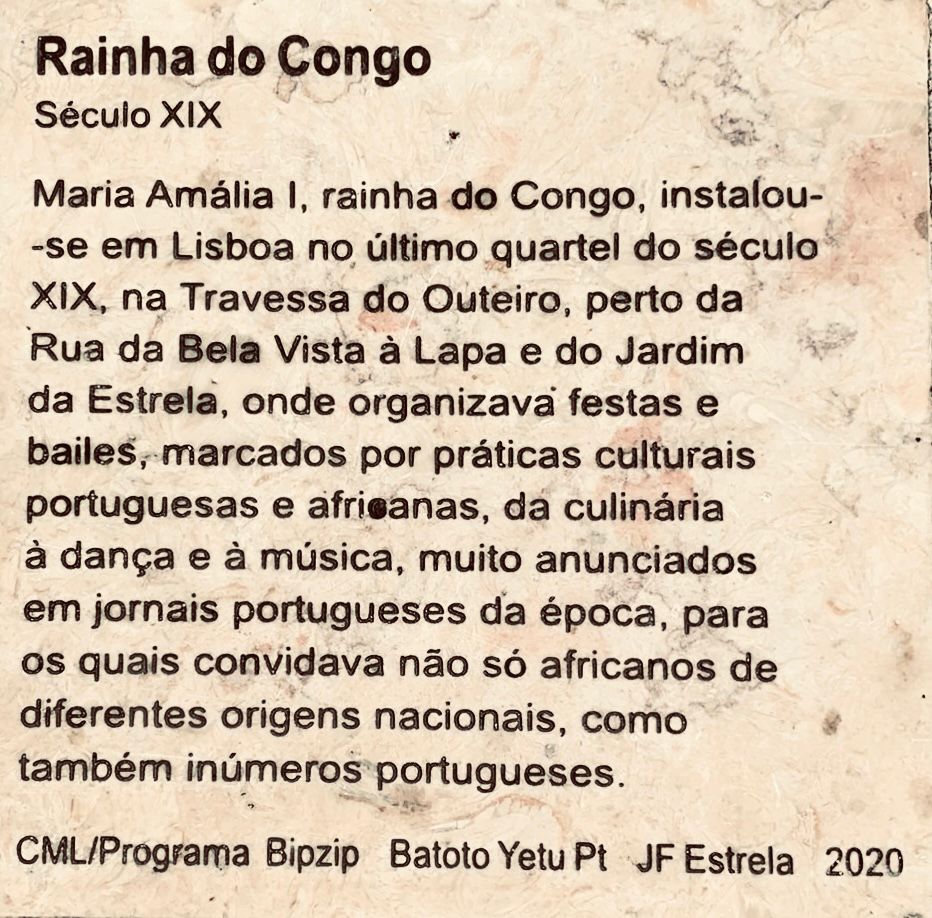 Rainha do Congo
Século XIX
Maria Amália I, rainha do Congo, instalou-
-se em Lisboa no último quartel do século
XIX, na Travessa do Outeiro, perto da
Rua da Bela Vista à Lapa e do Jardim
da Estrela, onde organizava festas e
bailes, marcados por práticas culturais
portuguesas e africanas, da culinária
à dança e à música, muito anunciados
em jornais portugueses da época, para
os quais convidava não só africanos de
diferentes origens nacionais, como
também inúmeros portugueses.
CML/Programa Bipzip Batoto Yetu Pt JF Estrela 2020